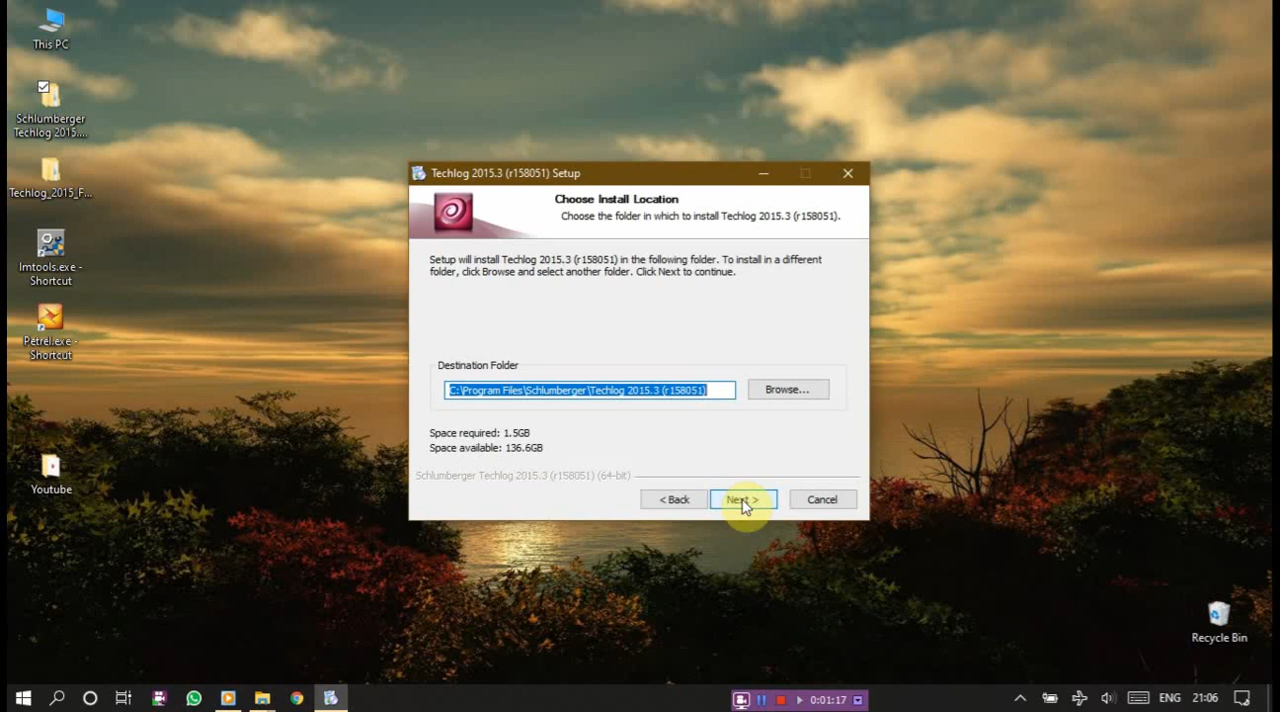 This PC
Schlumberger
Techlog 2015....
Techlog_2015_F...
lmtools.exe -
Shortcut
Petrel.exe -
Shortcut
Youtube
Techlog 2015.3 (r158051) Setup
Choose Install Location
Choose the folder in which to install Techlog 2015.3 (r158051).
Setup will install Techlog 2015.3 (r158051) in the following folder. To install in a different
folder, click Browse and select another folder. Click Next to continue.
Destination Folder
C:\Program Files\Schlumberger\Techlog 2015.3 (r158051)
Browse...
Space required: 1.5GB
Space available: 136.6GB
Schlumberger Techlog 2015.3 (r158051) (64-bit)
< Back
Next >
Cancel
Recycle Bin
0:01:17
ENG
21:06